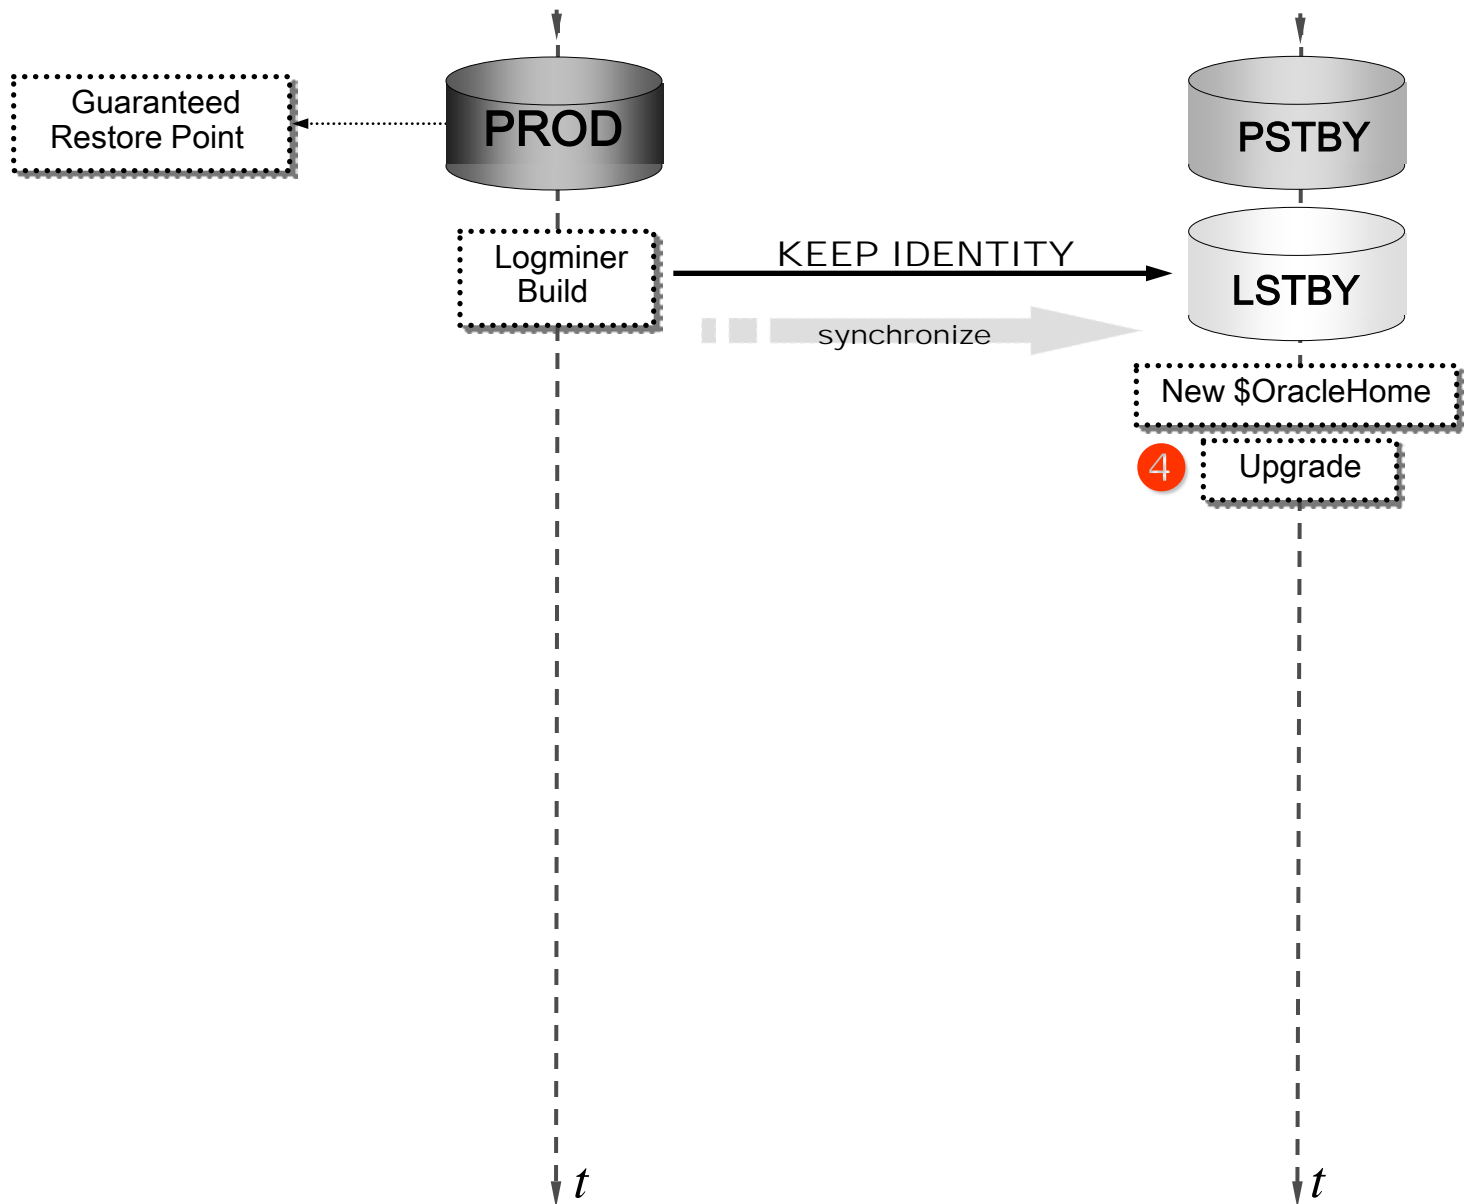 Guaranteed
Restore Point
PROD
PSTBY
Logminer
Build
KEEP IDENTITY
synchronize
LSTBY
New $OracleHome
4
Upgrade
t
t